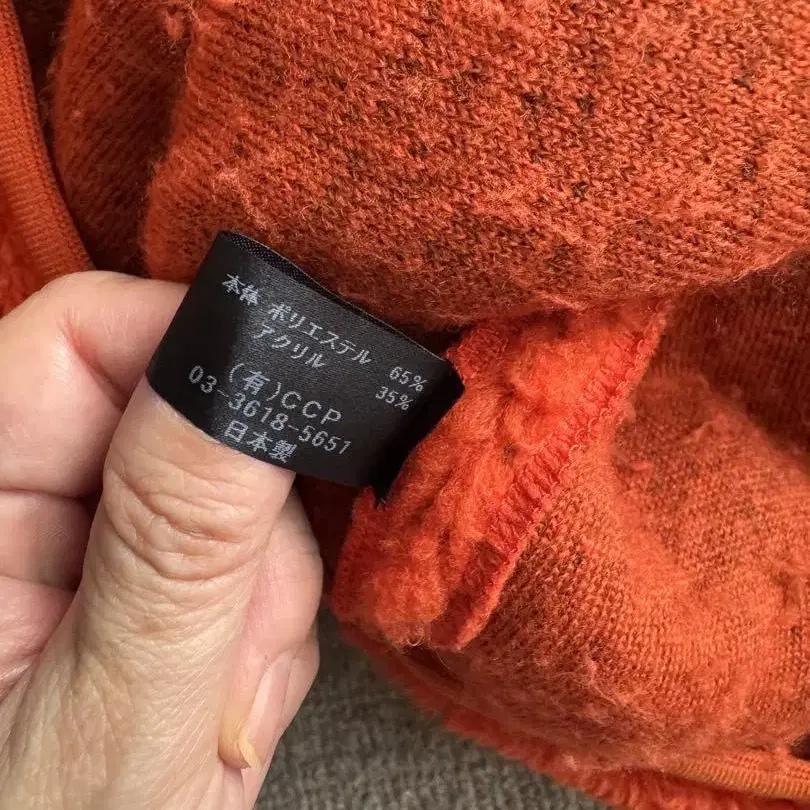 本体 ポリエステル 65%
アクリル 35%
(有)CCP
03-3618-5651
日本製